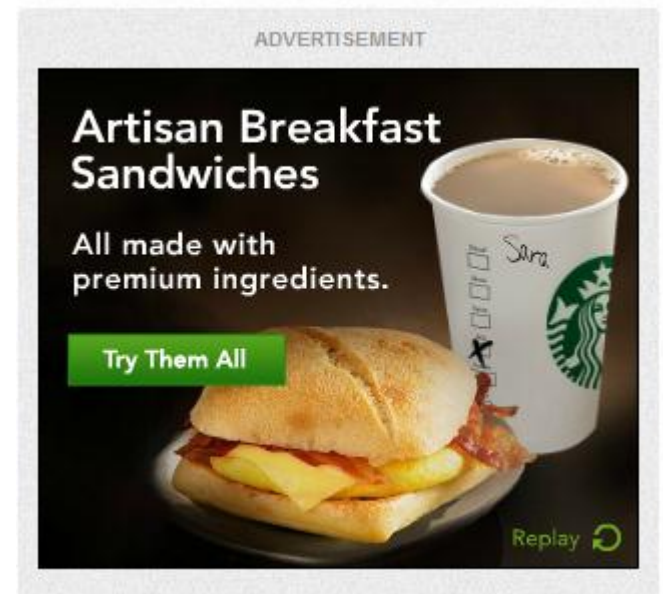 ADVERTISEMENT
Artisan Breakfast
Sandwiches
Sara
All made with
premium ingredients.
Try Them All
Replay